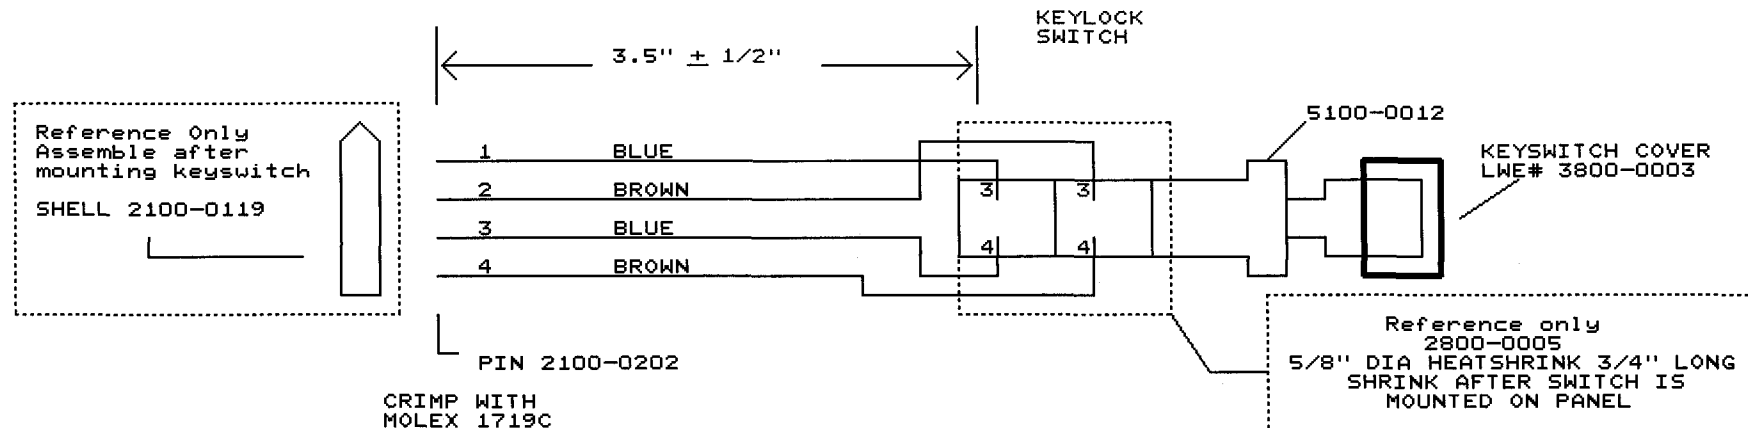 KEYLOCK
SWITCH
3.5" ± 1/2"
5100-0012
Reference Only
Assemble after
mounting keyswitch
SHELL 2100-0119
1 BLUE
2 BROWN
3 BLUE
4 BROWN
3 3
4 4
KEYSWITCH COVER
LWE# 3800-0003
PIN 2100-0202
CRIMP WITH
MOLEX 1719C
Reference only
2800-0005
5/8" DIA HEATSHRINK 3/4" LONG
SHRINK AFTER SWITCH IS
MOUNTED ON PANEL